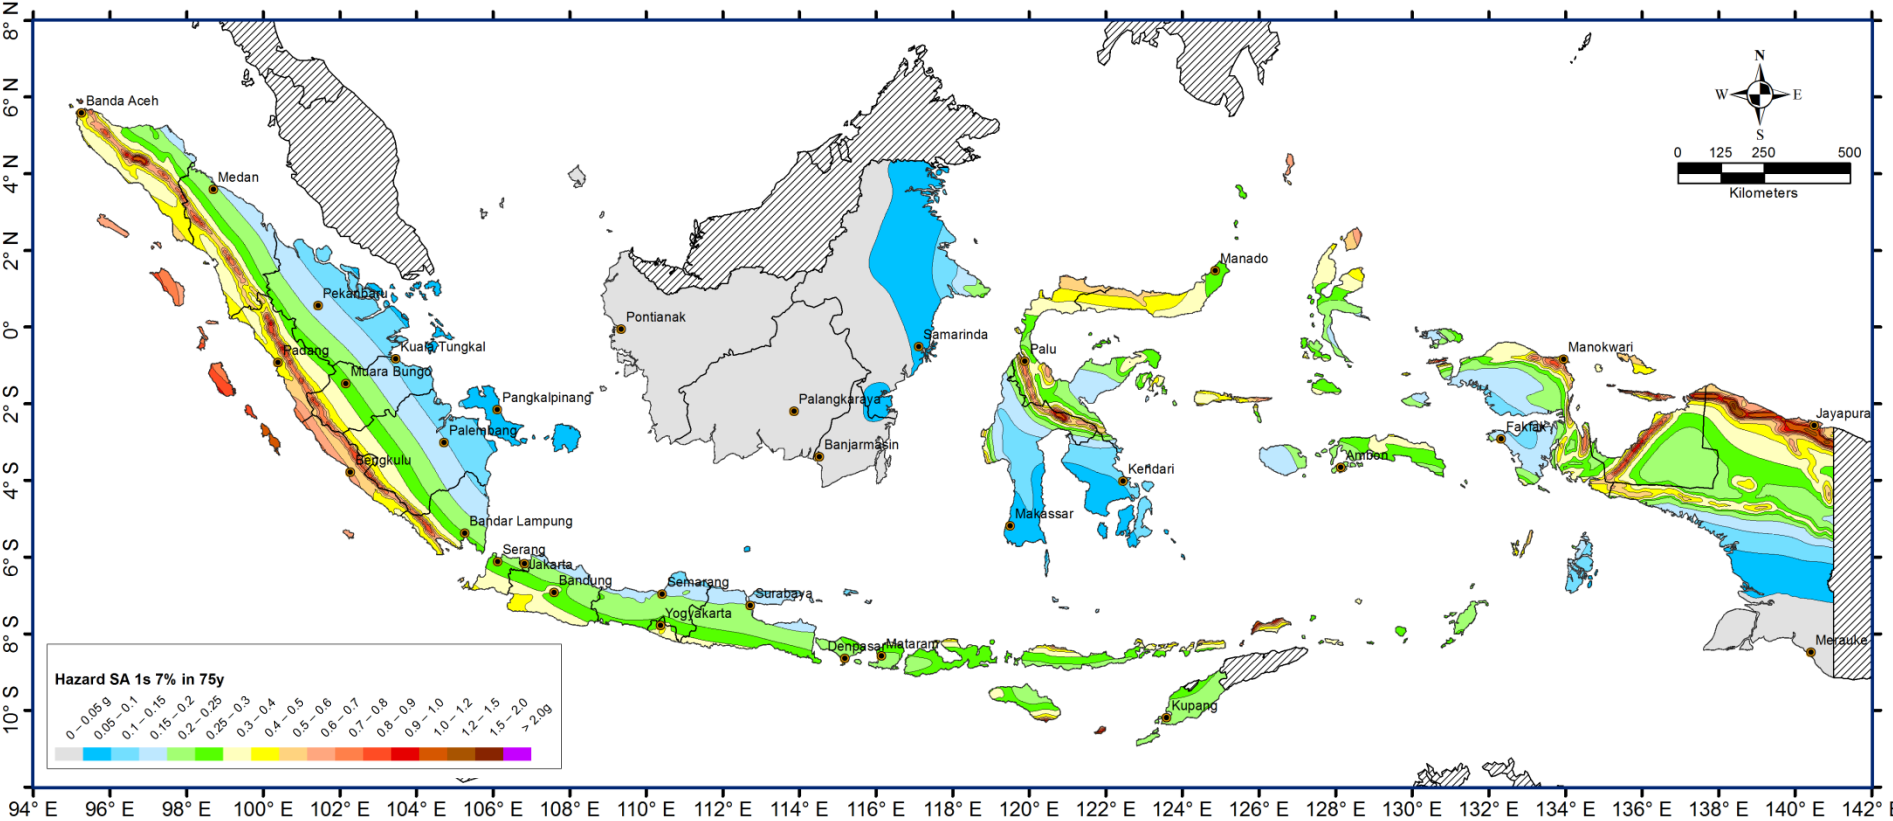 8° N
6° N
4° N
2° N
0°
2° S
4° S
6° S
8° S
10° S
Banda Aceh
Medan
Pekanbaru
Padang
Kuala Tungkal
Muara Bungo
Pangkalpinang
Palembang
Bengkulu
Bandar Lampung
Serang
Jakarta
Bandung
Semarang
Surabaya
Yogyakarta
Denpasar
Mataram
Kupang
Pontianak
Samarinda
Palangkaraya
Banjarmasin
Manado
Palu
Kendari
Makassar
Ambon
Manokwari
Fakfak
Jayapura
Merauke
N
W
E
S
0 125 250 500
Kilometers
Hazard SA 1s 7% in 75y
0 – 0.05 g
0.05 – 0.1
0.1 – 0.15
0.15 – 0.2
0.2 – 0.25
0.25 – 0.3
0.3 – 0.4
0.4 – 0.5
0.5 – 0.6
0.6 – 0.7
0.7 – 0.8
0.8 – 0.9
0.9 – 1.0
1.0 – 1.2
1.2 – 1.5
1.5 – 2.0
> 2.0g
94° E 96° E 98° E 100° E 102° E 104° E 106° E 108° E 110° E 112° E 114° E 116° E 118° E 120° E 122° E 124° E 126° E 128° E 130° E 132° E 134° E 136° E 138° E 140° E 142° E